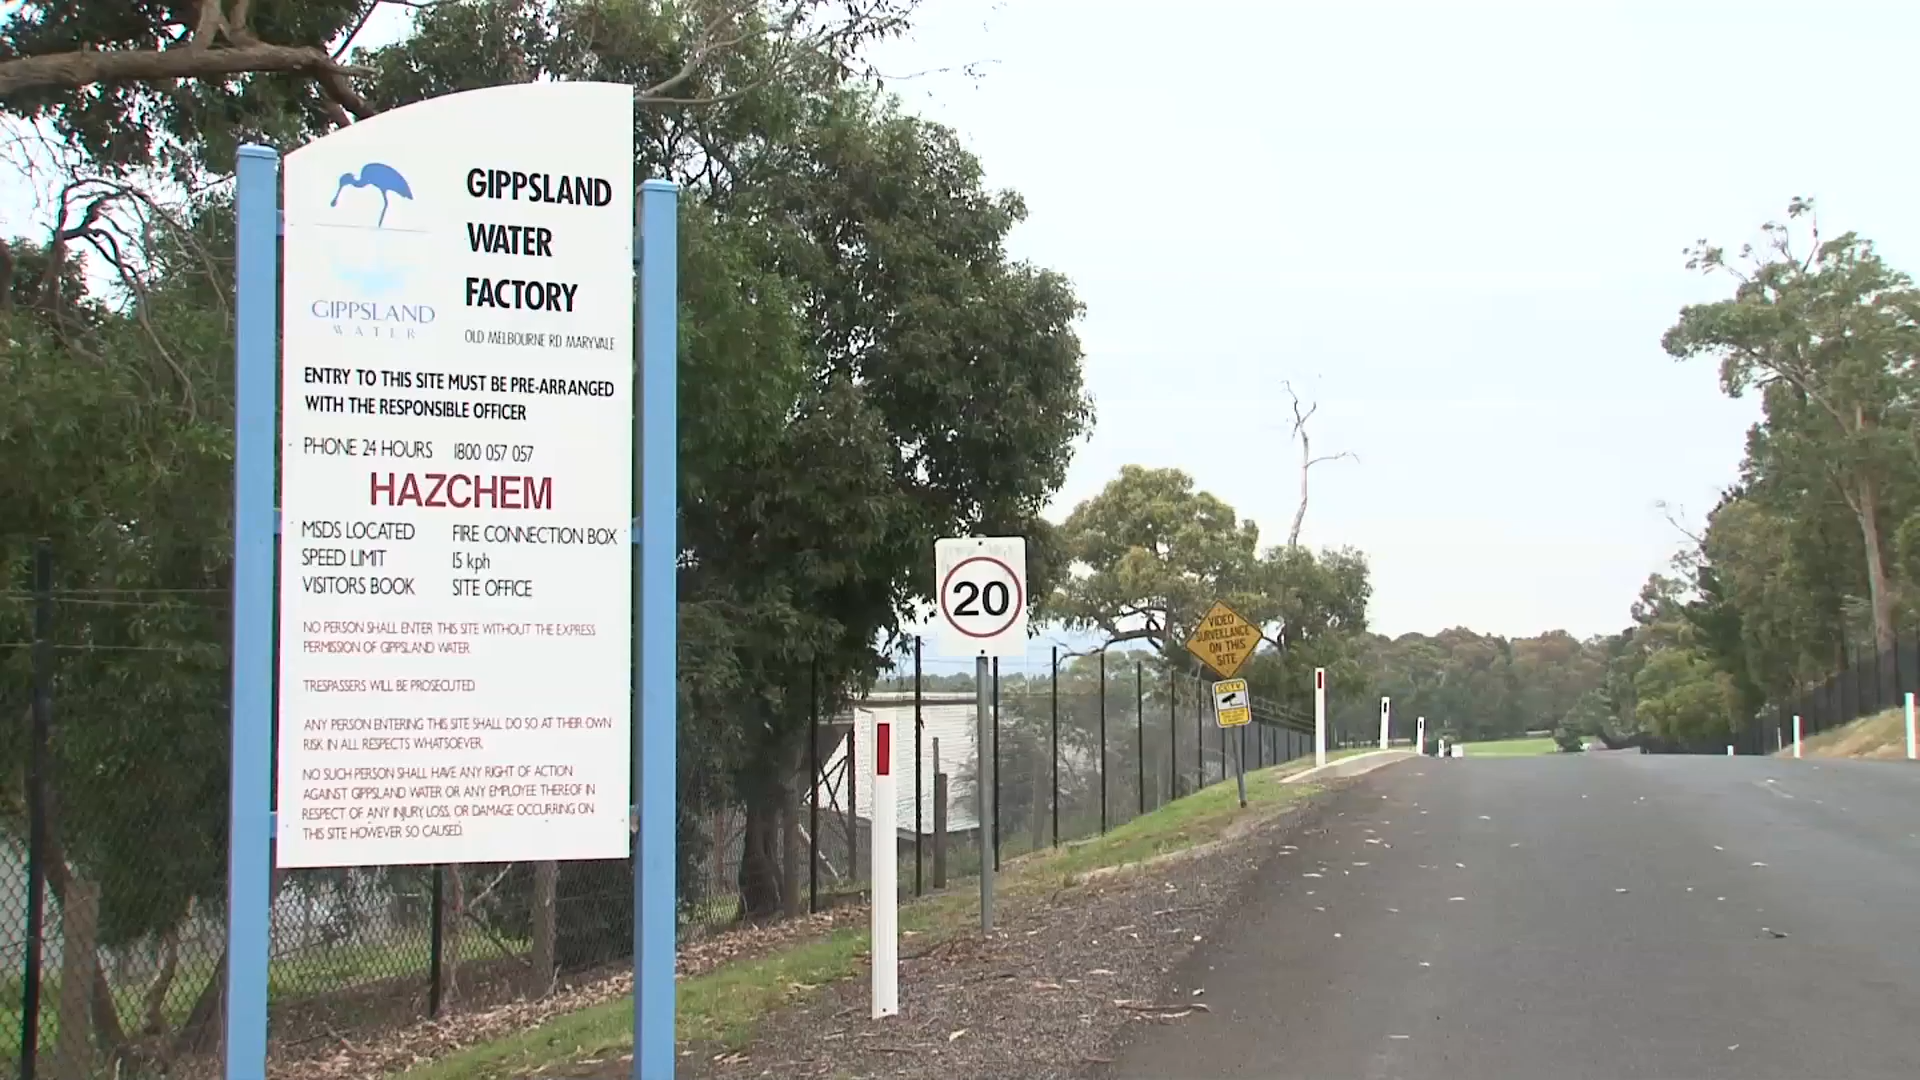 GIPPSLAND
WATER
FACTORY
OLD MELBOURNE RD MARYVALE
GIPPSLAND
WATER
ENTRY TO THIS SITE MUST BE PRE-ARRANGED
WITH THE RESPONSIBLE OFFICER
PHONE 24 HOURS 1800 057 057
HAZCHEM
MSDS LOCATED FIRE CONNECTION BOX
SPEED LIMIT 15 kph
VISITORS BOOK SITE OFFICE
NO PERSON SHALL ENTER THIS SITE WITHOUT THE EXPRESS
PERMISSION OF GIPPSLAND WATER.
TRESPASSERS WILL BE PROSECUTED
ANY PERSON ENTERING THIS SITE SHALL DO SO AT THEIR OWN
RISK IN ALL RESPECTS WHATSOEVER.
NO SUCH PERSON SHALL HAVE ANY RIGHT OF ACTION
AGAINST GIPPSLAND WATER OR ANY EMPLOYEE THEREOF IN
RESPECT OF ANY INJURY, LOSS, OR DAMAGE OCCURRING ON
THIS SITE HOWEVER SO CAUSED.
20
VIDEO
SURVEILLANCE
ON THIS
SITE
CCTV